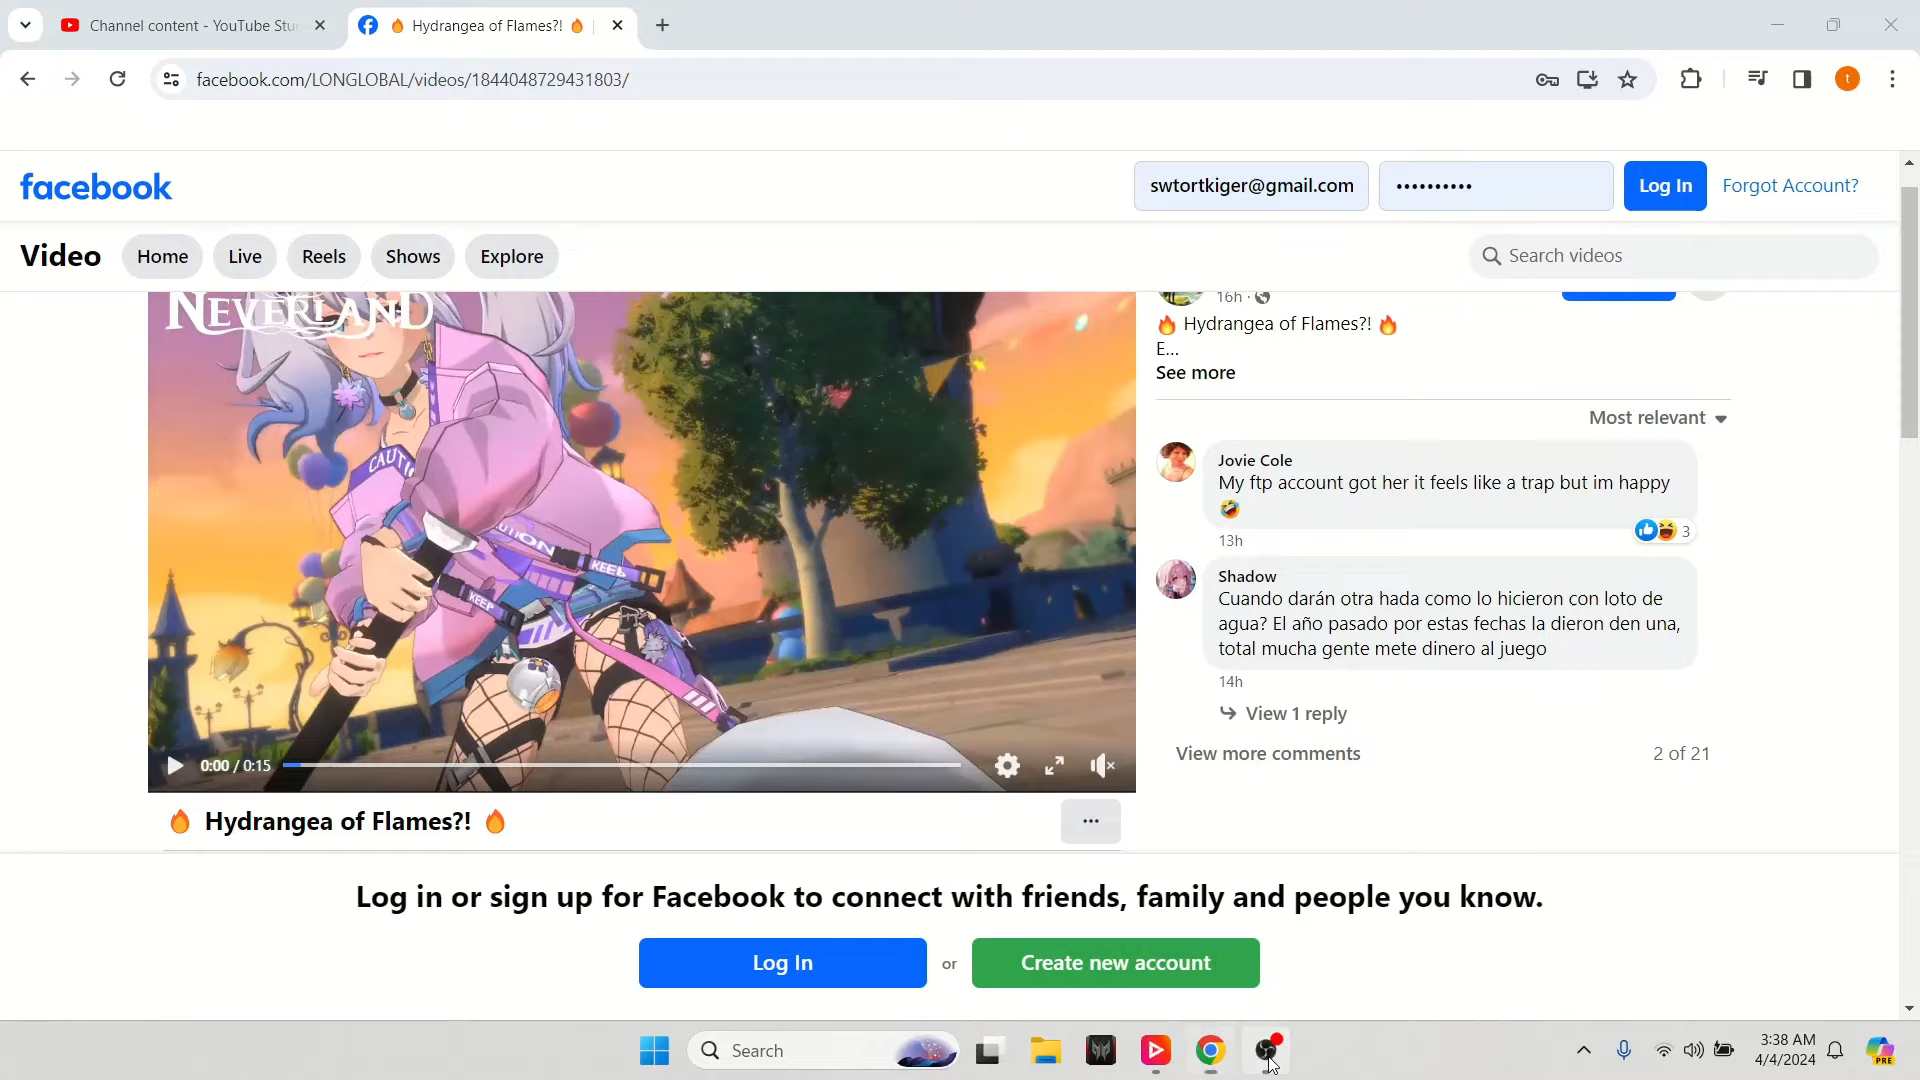 Channel content - YouTube Stu
🔥 Hydrangea of Flames?! 🔥
facebook.com/LONGLOBAL/videos/1844048729431803/
t
facebook
swtortkiger@gmail.com
••••••••••
Log In
Forgot Account?
Video
Home
Live
Reels
Shows
Explore
Search videos
NEVERLAND
CAUTI
UTION
KEEP
KEEP
0:00 / 0:15
16h ·
🔥 Hydrangea of Flames?! 🔥
E...
See more
Most relevant
Jovie Cole
My ftp account got her it feels like a trap but im happy
🤣
3
13h
Shadow
Cuando darán otra hada como lo hicieron con loto de
agua? El año pasado por estas fechas la dieron den una,
total mucha gente mete dinero al juego
14h
View 1 reply
View more comments
2 of 21
🔥 Hydrangea of Flames?! 🔥
...
Log in or sign up for Facebook to connect with friends, family and people you know.
Log In
or
Create new account
Search
3:38 AM
4/4/2024
PRE